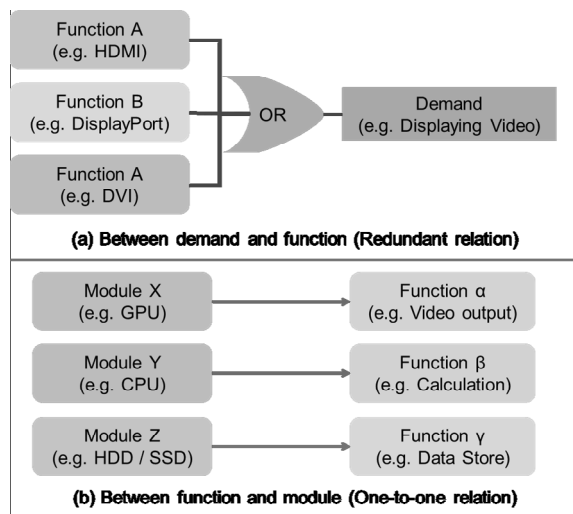 Function A
(e.g. HDMI)
Function B
(e.g. DisplayPort)
Function A
(e.g. DVI)
OR
Demand
(e.g. Displaying Video)
(a) Between demand and function (Redundant relation)
Module X
(e.g. GPU)
Function α
(e.g. Video output)
Module Y
(e.g. CPU)
Function β
(e.g. Calculation)
Module Z
(e.g. HDD / SSD)
Function γ
(e.g. Data Store)
(b) Between function and module (One-to-one relation)